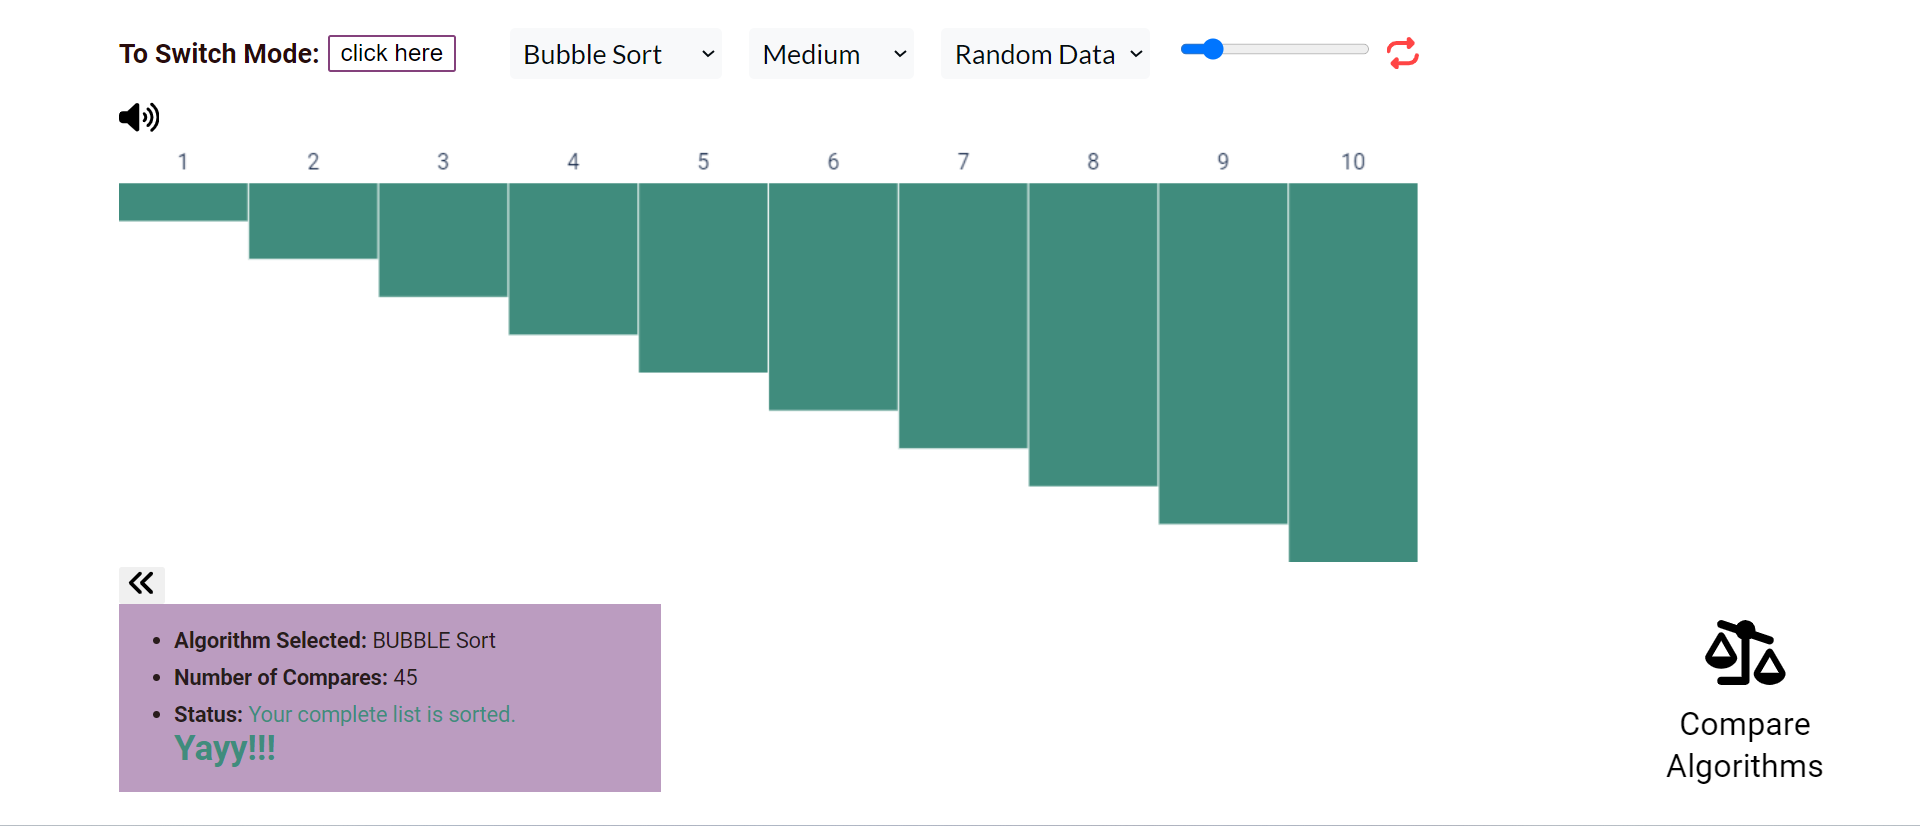 To Switch Mode: click here Bubble Sort Medium Random Data
1 2 3 4 5 6 7 8 9 10
Algorithm Selected: BUBBLE Sort
Number of Compares: 45
Status: Your complete list is sorted.
Yayy!!!
Compare
Algorithms